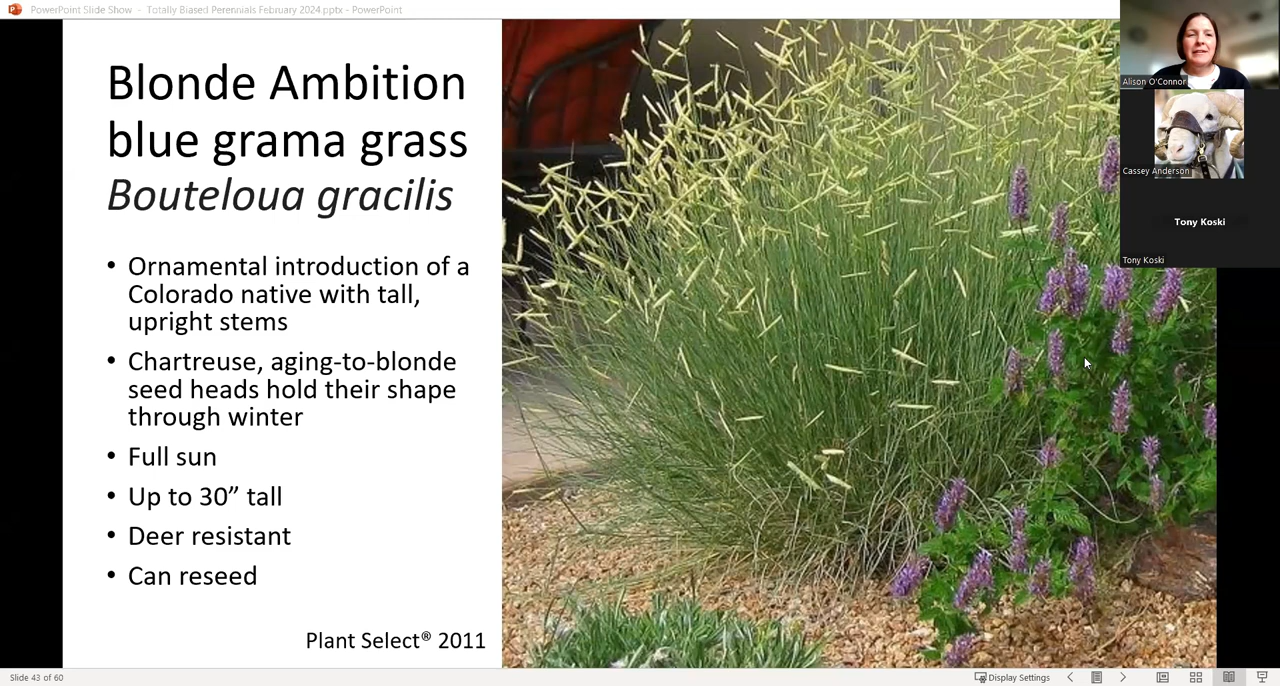 PowerPoint Slide Show - Totally Biased Perennials February 2024.pptx - PowerPoint
Blonde Ambition
blue grama grass
Bouteloua gracilis
• Ornamental introduction of a
Colorado native with tall,
upright stems
• Chartreuse, aging-to-blonde
seed heads hold their shape
through winter
• Full sun
• Up to 30” tall
• Deer resistant
• Can reseed
Plant Select® 2011
Alison O'Connor
Cassey Anderson
Tony Koski
Tony Koski
Slide 43 of 60
Display Settings